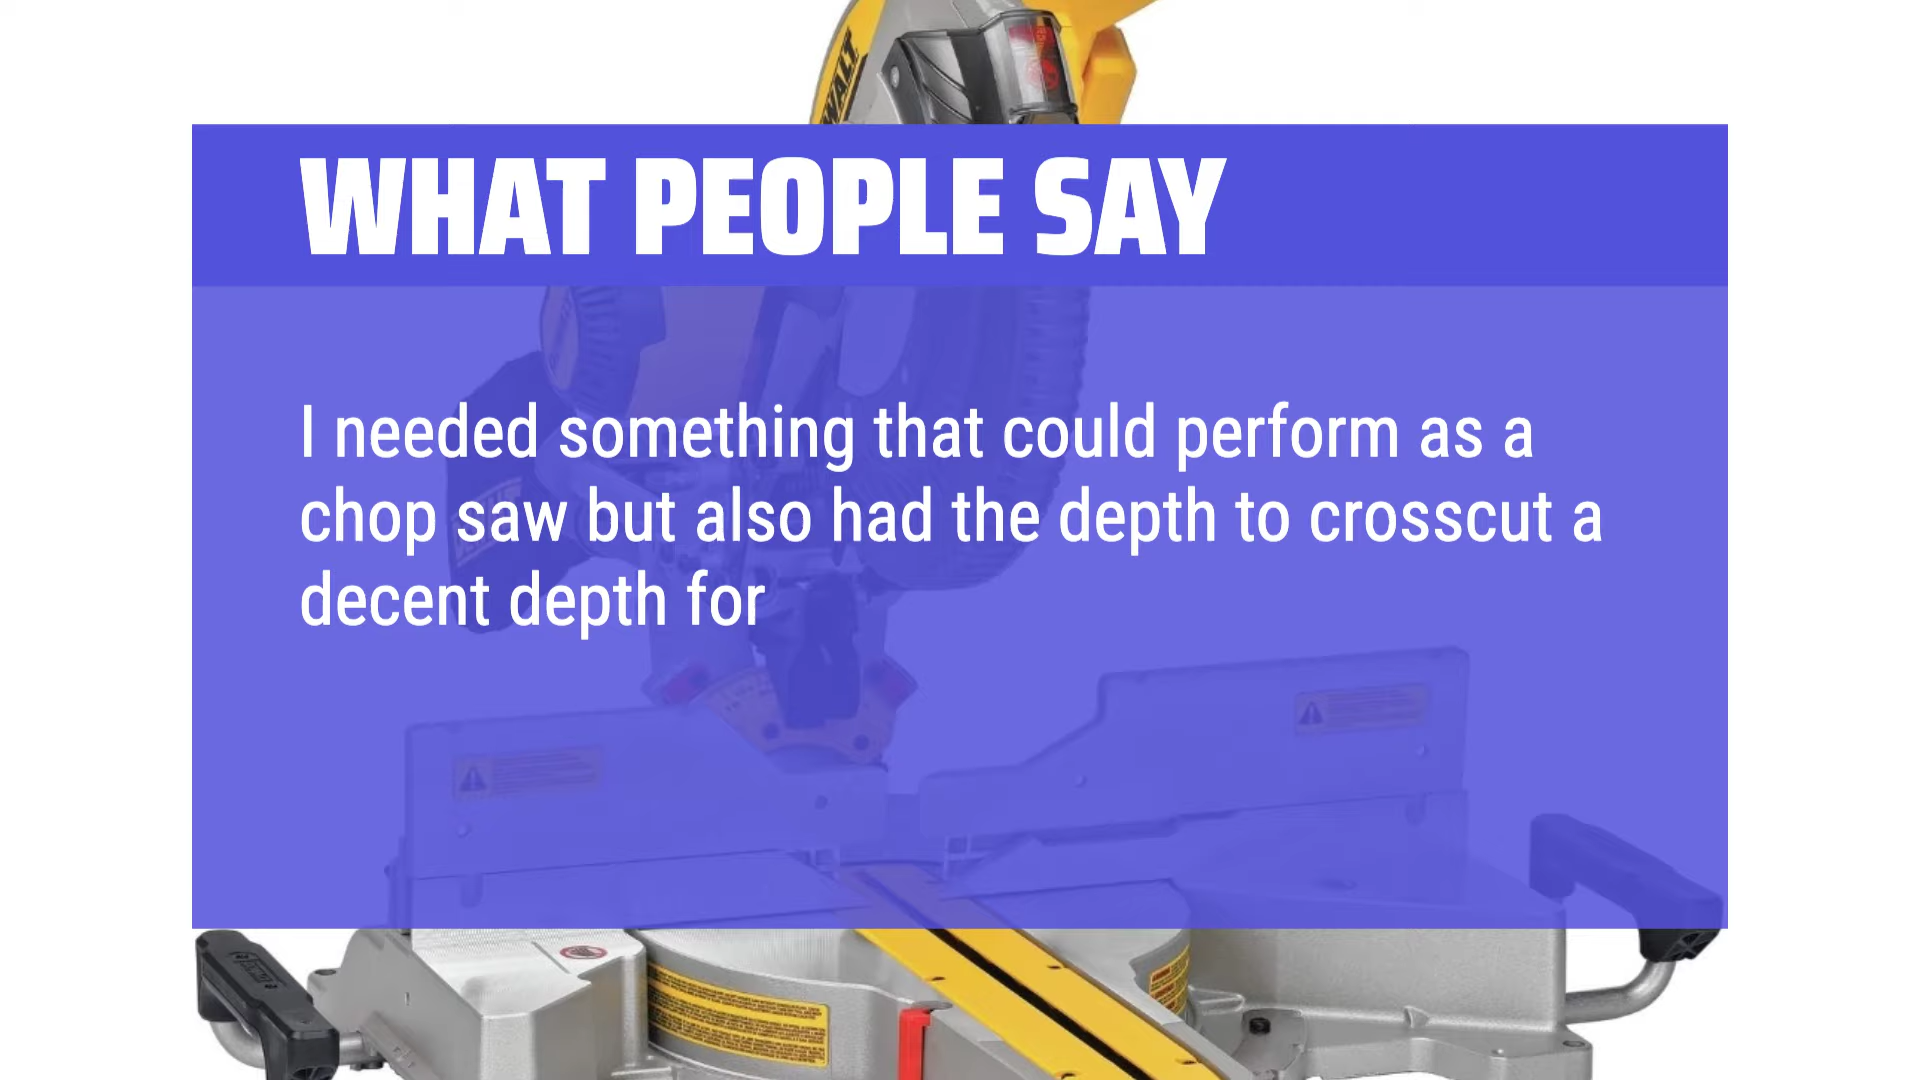 WALT
WHAT PEOPLE SAY
I needed something that could perform as a
chop saw but also had the depth to crosscut a
decent depth for